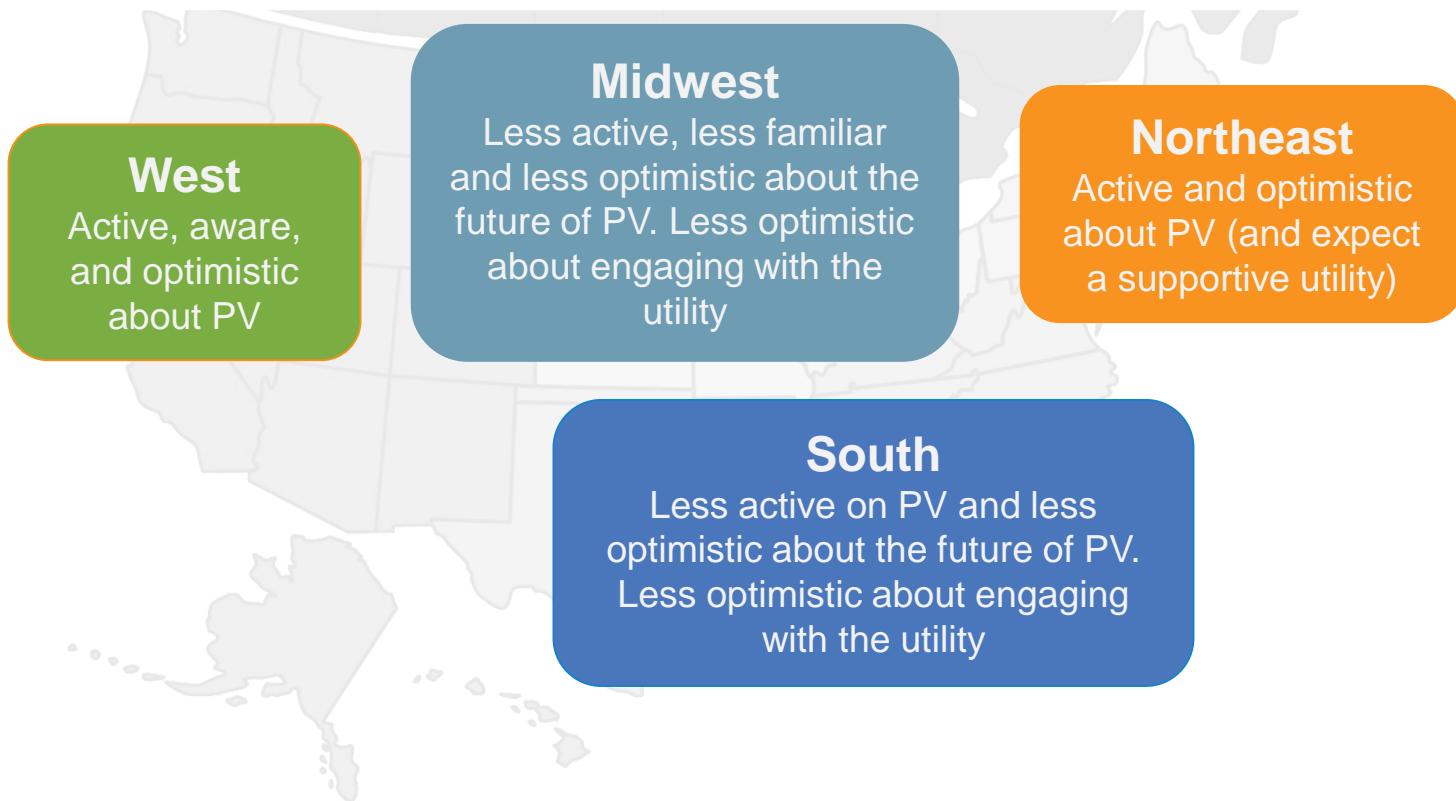 West
Active, aware,
and optimistic
about PV
Midwest
Less active, less familiar
and less optimistic about the
future of PV. Less optimistic
about engaging with the
utility
Northeast
Active and optimistic
about PV (and expect
a supportive utility)
South
Less active on PV and less
optimistic about the future of PV.
Less optimistic about engaging
with the utility